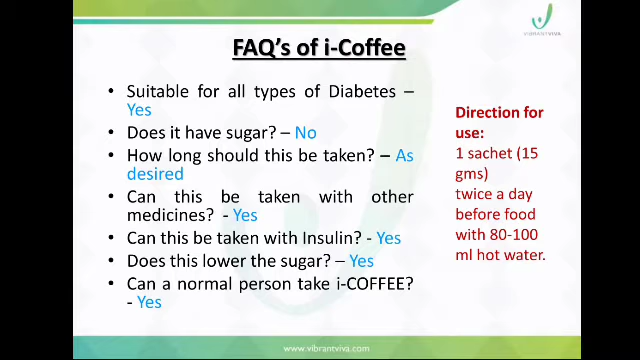 VIBRANTVIVA
FAQ's of i-Coffee
• Suitable for all types of Diabetes –
Yes
• Does it have sugar? – No
• How long should this be taken? – As
desired
• Can this be taken with other
medicines? - Yes
• Can this be taken with Insulin? - Yes
• Does this lower the sugar? – Yes
• Can a normal person take i-COFFEE?
- Yes
Direction for
use:
1 sachet (15
gms)
twice a day
before food
with 80-100
ml hot water.
www.vibrantviva.com